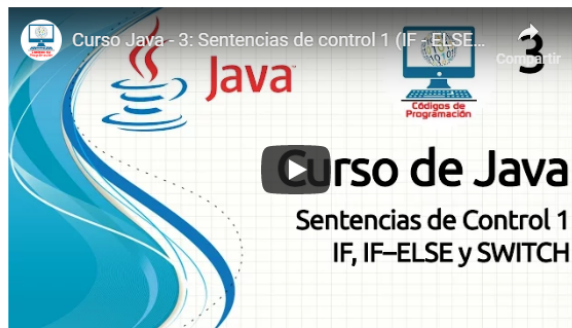 Curso Java - 3: Sentencias de control 1 (IF - ELSE...
Compartir
3
Java
Códigos de
Programación
Curso de Java
Sentencias de Control 1
IF, IF–ELSE y SWITCH